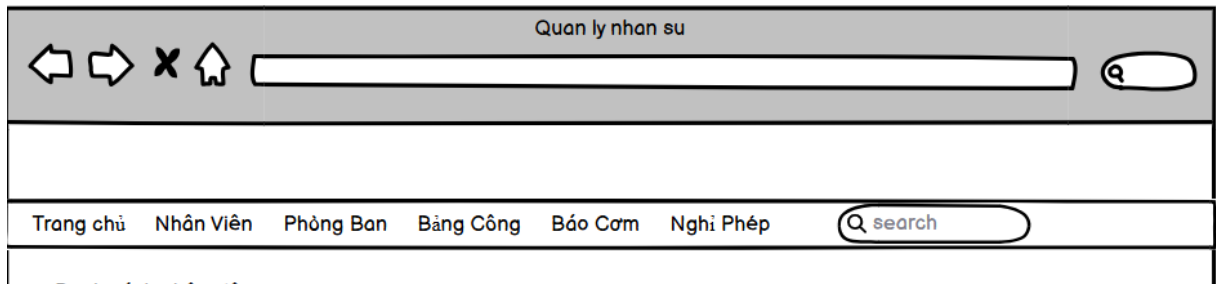 Quan ly nhan su
Trang chủ Nhân Viên Phòng Ban Bảng Công Báo Cơm Nghỉ Phép search